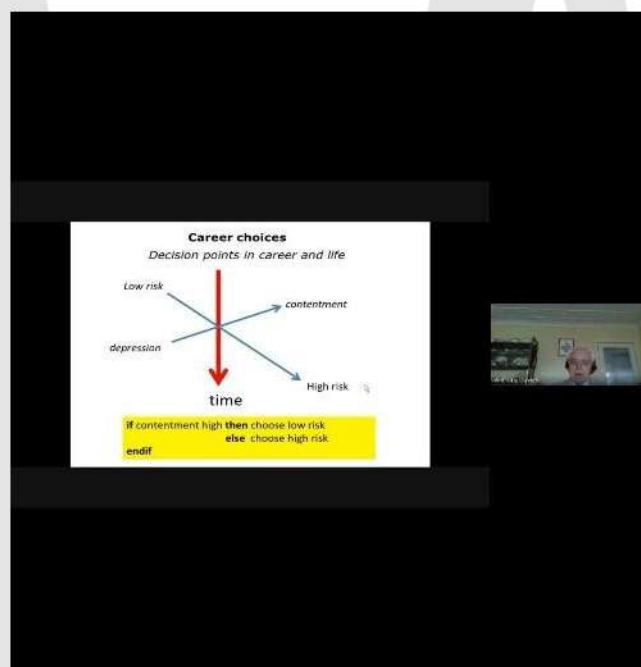 Career choices
Decision points in career and life
Low risk
contentment
depression
High risk
time
if contentment high then choose low risk
else choose high risk
endif